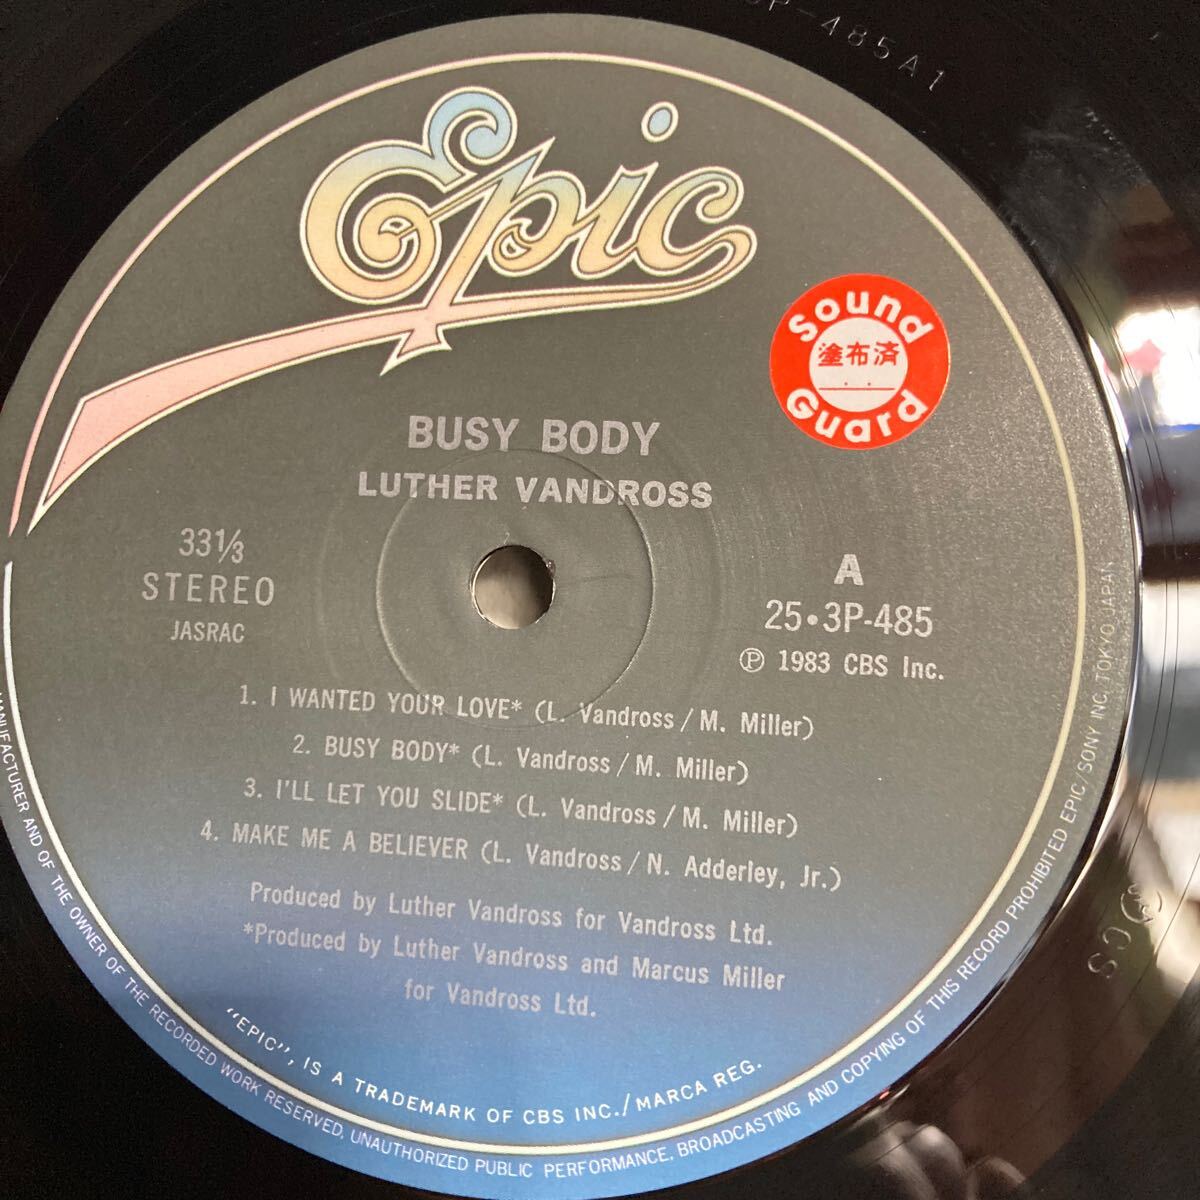 P-485A1
Epic
Sound
塗布済
Guard
BUSY BODY
LUTHER VANDROSS
33⅓
STEREO
JASRAC
A
25•3P-485
Ⓟ 1983 CBS Inc.
1. I WANTED YOUR LOVE* (L. Vandross / M. Miller)
2. BUSY BODY* (L. Vandross / M. Miller)
3. I'LL LET YOU SLIDE* (L. Vandross / M. Miller)
4. MAKE ME A BELIEVER (L. Vandross / N. Adderley, Jr.)
Produced by Luther Vandross for Vandross Ltd.
*Produced by Luther Vandross and Marcus Miller
for Vandross Ltd.
"EPIC", IS A TRADEMARK OF CBS INC./MARCA REG.
MANUFACTURER AND OF THE OWNER OF THE RECORDED WORK RESERVED, UNAUTHORIZED PUBLIC PERFORMANCE, BROADCASTING AND COPYING OF THIS RECORD PROHIBITED EPIC/SONY INC. TOKYO JAPAN
CS